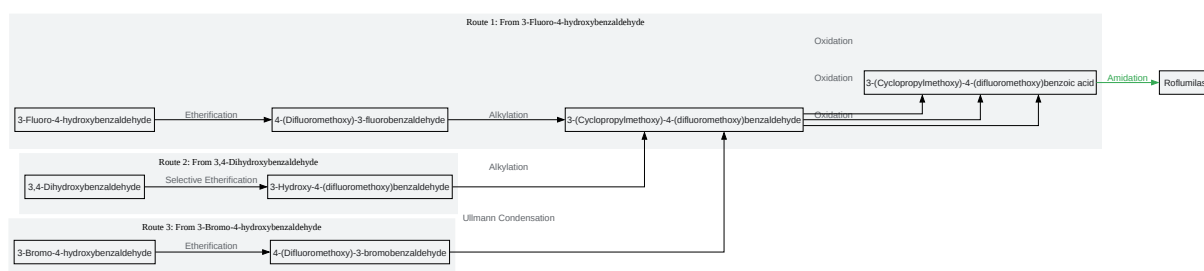 Route 1: From 3-Fluoro-4-hydroxybenzaldehyde
Oxidation
Oxidation
3-(Cyclopropylmethoxy)-4-(difluoromethoxy)benzoic acid
Amidation
Roflumilas
3-Fluoro-4-hydroxybenzaldehyde
Etherification
4-(Difluoromethoxy)-3-fluorobenzaldehyde
Alkylation
3-(Cyclopropylmethoxy)-4-(difluoromethoxy)benzaldehyde
Oxidation
Route 2: From 3,4-Dihydroxybenzaldehyde
Alkylation
3,4-Dihydroxybenzaldehyde
Selective Etherification
3-Hydroxy-4-(difluoromethoxy)benzaldehyde
Ullmann Condensation
Route 3: From 3-Bromo-4-hydroxybenzaldehyde
3-Bromo-4-hydroxybenzaldehyde
Etherification
4-(Difluoromethoxy)-3-bromobenzaldehyde